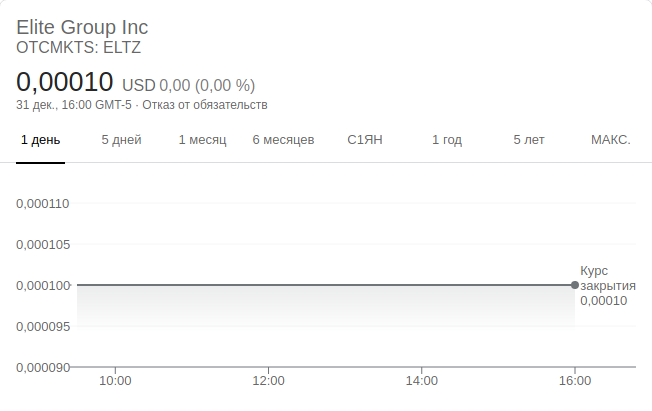 Elite Group Inc
OTCMKTS: ELTZ
0,00010 USD 0,00 (0,00 %)
31 дек., 16:00 GMT-5 · Отказ от обязательств
1 день 5 дней 1 месяц 6 месяцев С1ЯН 1 год 5 лет МАКС.
0,000110
0,000105
0,000100
0,000095
0,000090
Курс
закрытия
0,00010
10:00 12:00 14:00 16:00